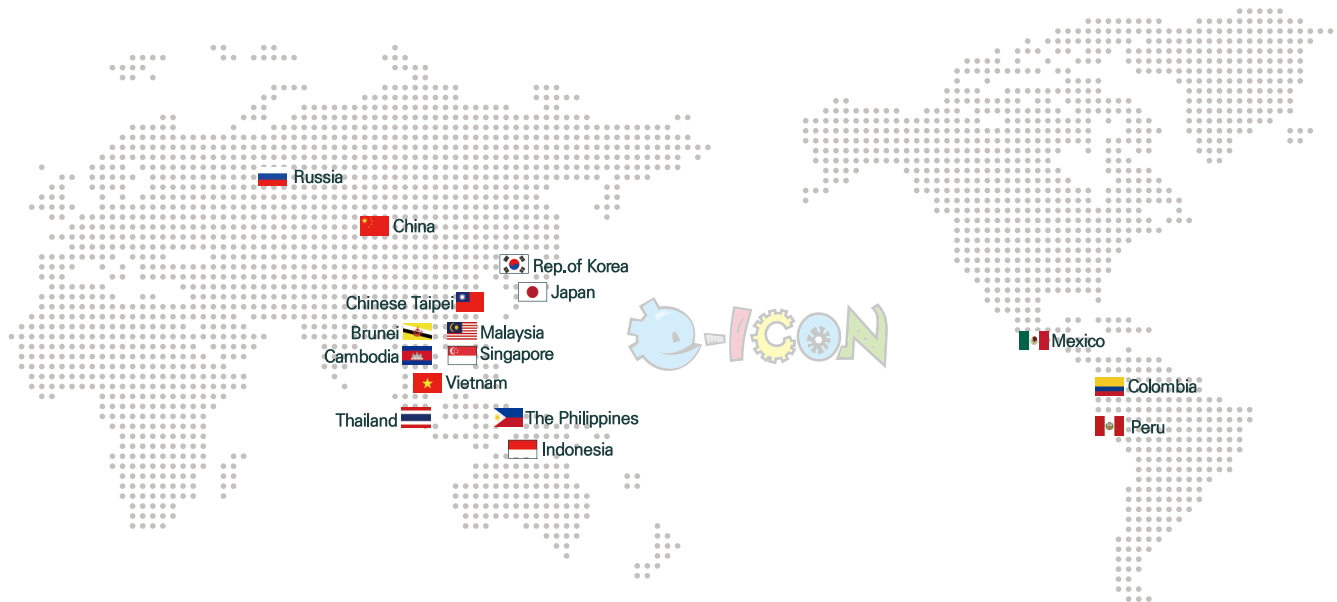 Russia
China
Rep.of Korea
Japan
Chinese Taipei
Brunei
Malaysia
Cambodia
Singapore
Vietnam
Thailand
The Philippines
Indonesia
e-ICON
Mexico
Colombia
Peru